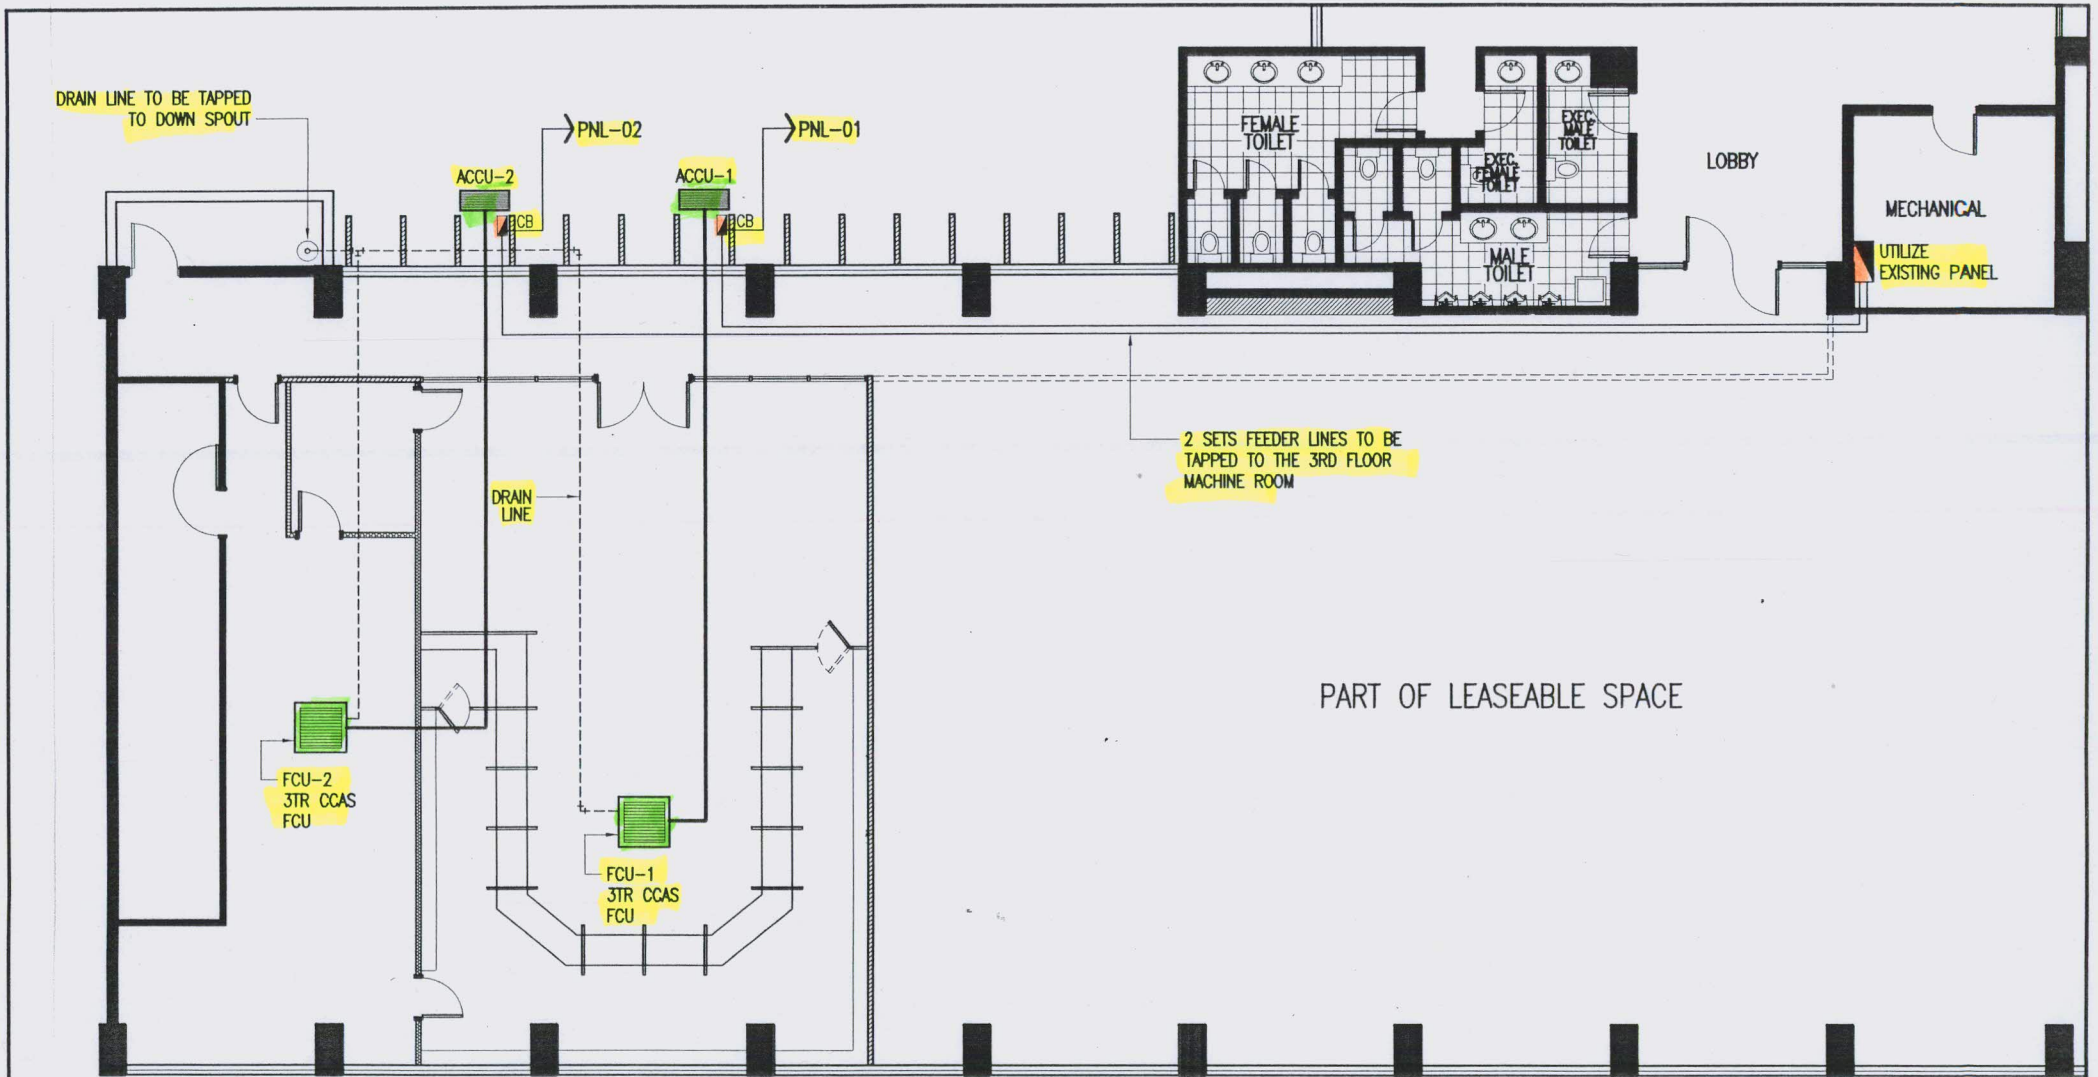 DRAIN LINE TO BE TAPPED
TO DOWN SPOUT
PNL-02
PNL-01
ACCU-2
ACCU-1
CB
CB
FEMALE
TOILET
EXEC.
FEMALE
TOILET
EXEC.
MALE
TOILET
LOBBY
MECHANICAL
MALE
TOILET
UTILIZE
EXISTING PANEL
2 SETS FEEDER LINES TO BE
TAPPED TO THE 3RD FLOOR
MACHINE ROOM
DRAIN
LINE
PART OF LEASEABLE SPACE
FCU-2
3TR CCAS
FCU
FCU-1
3TR CCAS
FCU